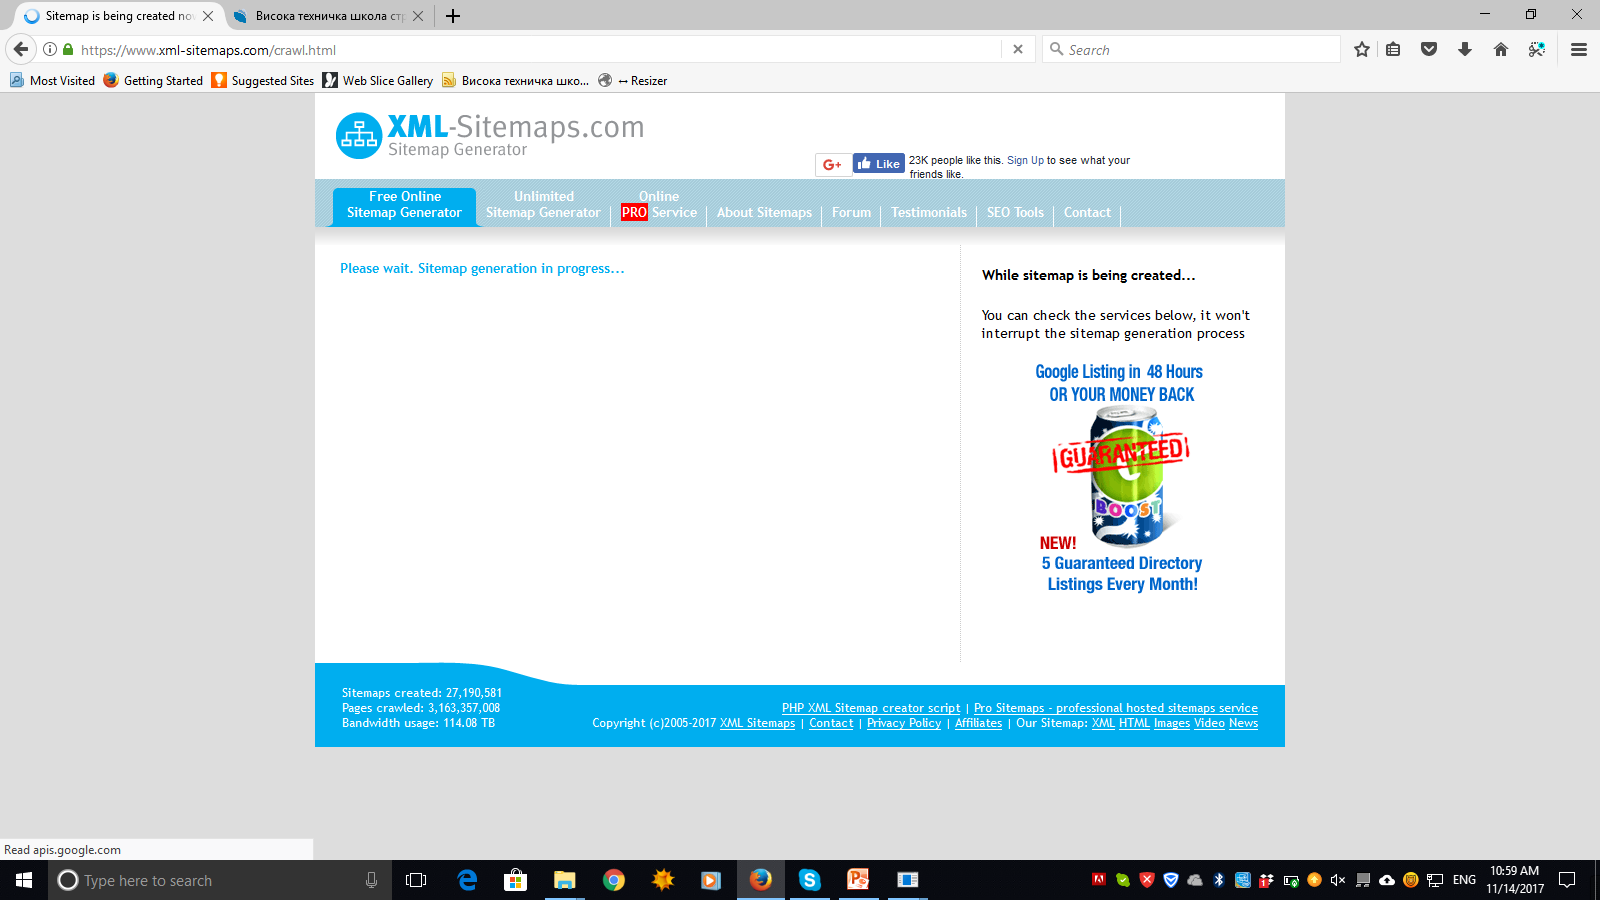 Sitemap is being created no
Висока техничка школа ст
https://www.xml-sitemaps.com/crawl.html
Search
Most Visited
Getting Started
Suggested Sites
Web Slice Gallery
Висока техничка шко...
↔ Resizer
XML-Sitemaps.com
Sitemap Generator
G+
Like
23K people like this. Sign Up to see what your
friends like.
Free Online
Sitemap Generator
Unlimited
Sitemap Generator
Online
PRO Service
About Sitemaps
Forum
Testimonials
SEO Tools
Contact
Please wait. Sitemap generation in progress...
While sitemap is being created...
You can check the services below, it won't
interrupt the sitemap generation process
Google Listing in 48 Hours
OR YOUR MONEY BACK
GUARANTEED
BOOST
NEW!
5 Guaranteed Directory
Listings Every Month!
Sitemaps created: 27,190,581
Pages crawled: 3,163,357,008
Bandwidth usage: 114.08 TB
PHP XML Sitemap creator script | Pro Sitemaps - professional hosted sitemaps service
Copyright (c)2005-2017 XML Sitemaps | Contact | Privacy Policy | Affiliates | Our Sitemap: XML HTML Images Video News
Read apis.google.com
Type here to search
ENG
10:59 AM
11/14/2017